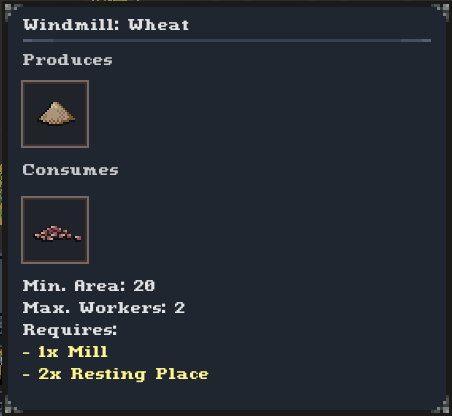 Windmill: Wheat
Produces
Consumes
Min. Area: 20
Max. Workers: 2
Requires:
- 1x Mill
- 2x Resting Place